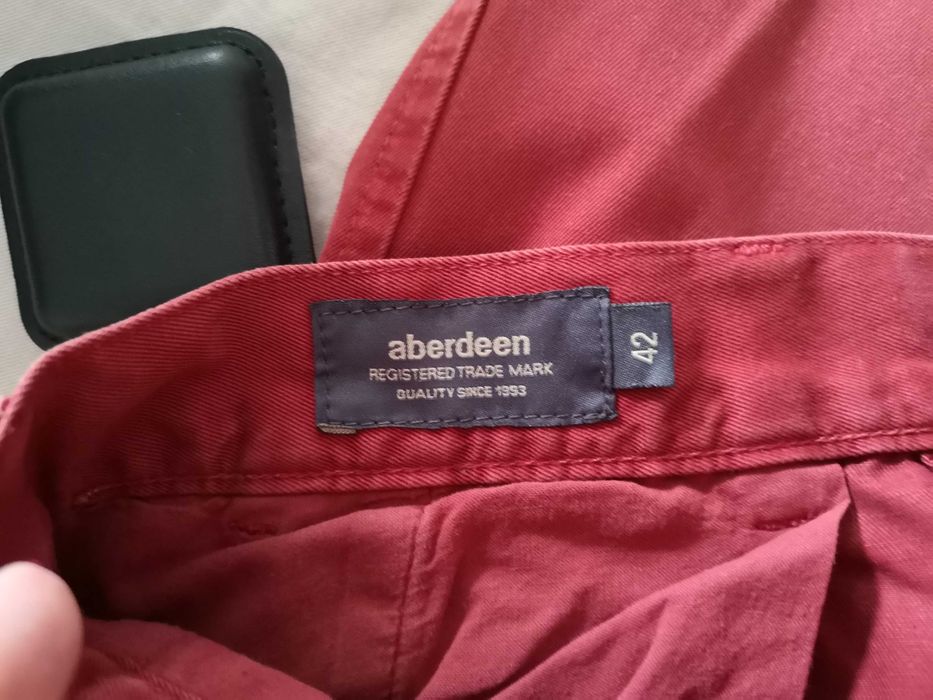 aberdeen
REGISTERED TRADE MARK
QUALITY SINCE 1993
42